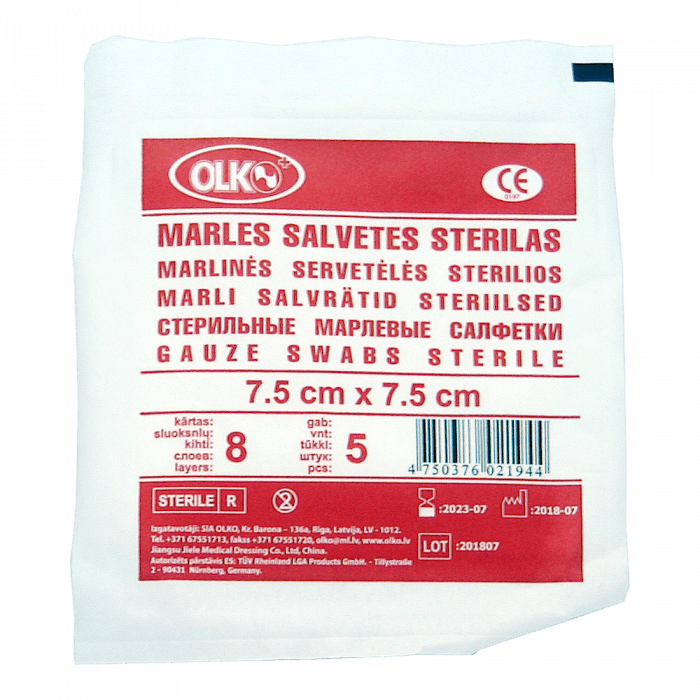 OLKO+
CE
0197
MARLES SALVETES STERILAS
MARLINĖS SERVETĖLĖS STERILIOS
MARLI SALVRÄTID STERIILSED
СТЕРИЛЬНЫЕ МАРЛЕВЫЕ САЛФЕТКИ
GAUZE SWABS STERILE
7.5 cm x 7.5 cm
kārtas:
sluoksnių:
kihti:
слоев:
layers:
8
gab:
vnt:
tükki:
штук:
pcs:
5
4 750376 021944
STERILE R
2
:2023-07
:2018-07
Izgatavotāji: SIA OLKO, Kr. Barona – 136a, Riga, Latvija, LV - 1012.
Tel. +371 67551713, fakss +371 67551720, olko@ml.lv, www.olko.lv
Jiangsu Jiele Medical Dressing Co., Ltd, China.
Autorizēts pārstāvis ES: TÜV Rheinland LGA Products GmbH. - Tillystraße
2 - 90431 Nürnberg, Germany.
LOT :201807